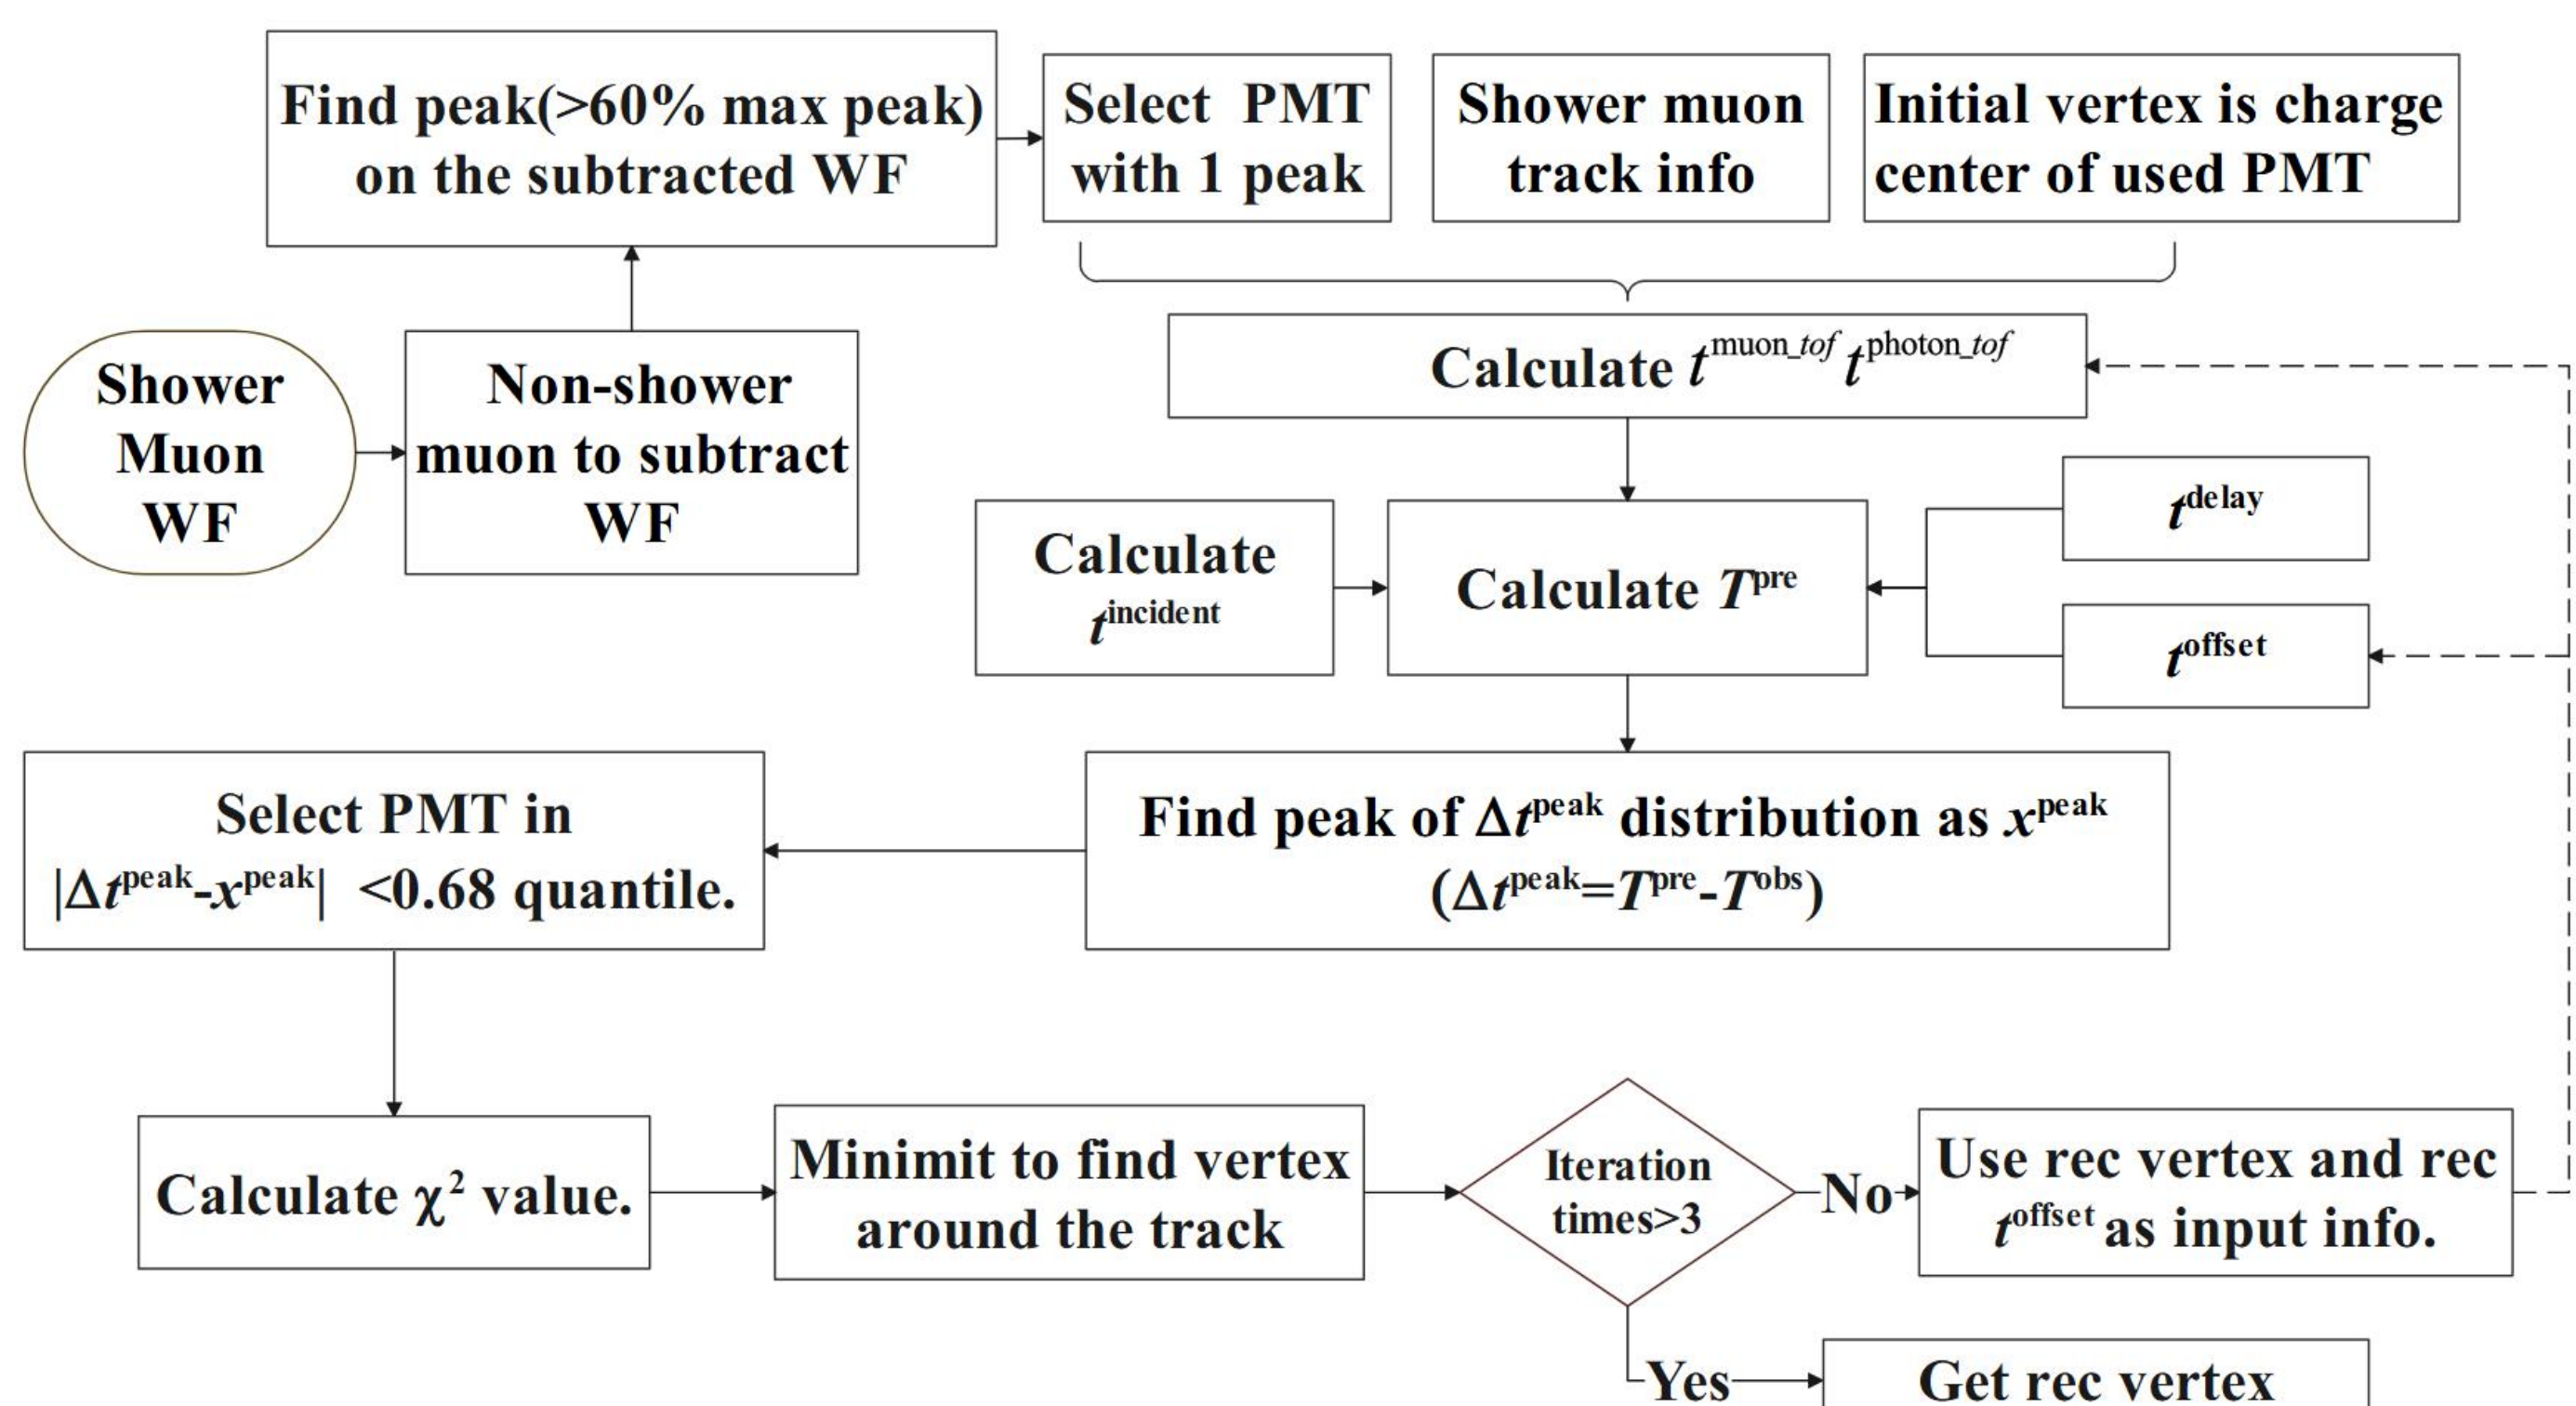 Find peak(>60% max peak)
on the subtracted WF
Select PMT
with 1 peak
Shower muon
track info
Initial vertex is charge
center of used PMT
Shower
Muon
WF
Non-shower
muon to subtract
WF
Calculate t^muon_tof t^photon_tof
Calculate
t^incident
Calculate T^pre
t^delay
t^offset
Select PMT in
|Δt^peak-x^peak| <0.68 quantile.
Find peak of Δt^peak distribution as x^peak
(Δt^peak=T^pre-T^obs)
Calculate χ² value.
Minimit to find vertex
around the track
Iteration
times>3
No
Use rec vertex and rec
t^offset as input info.
Yes
Get rec vertex